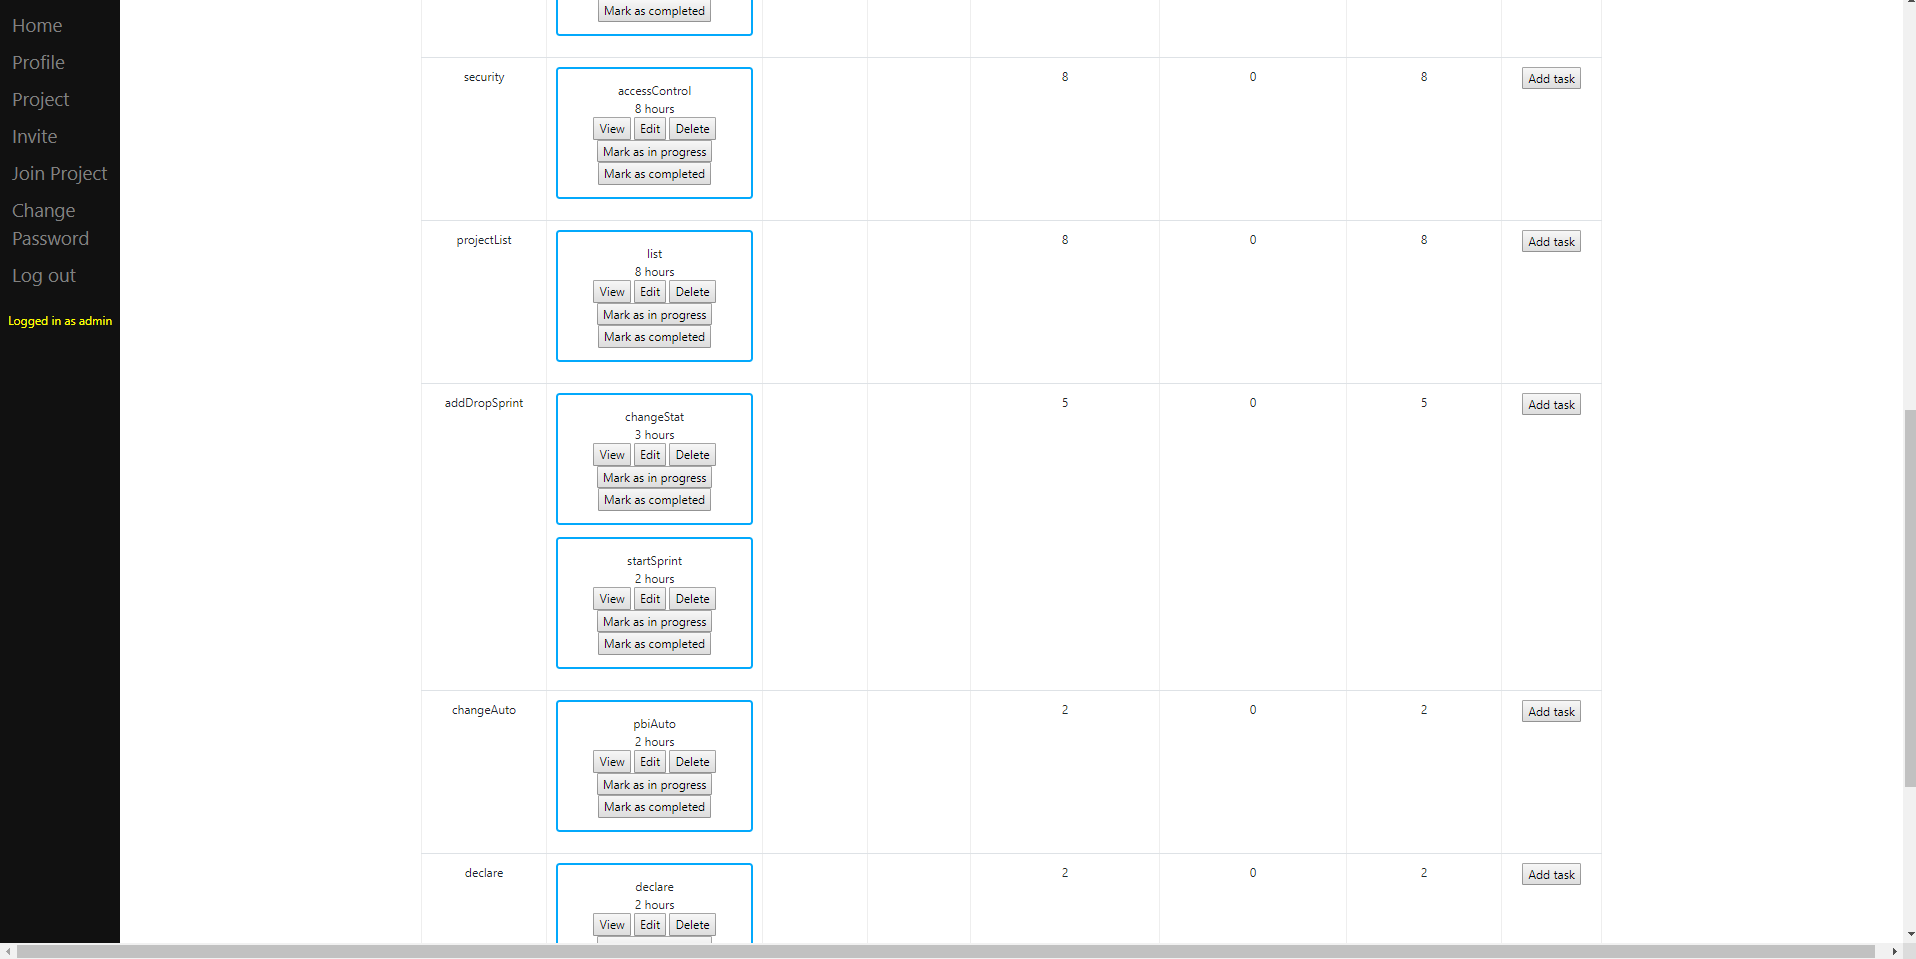 Home
Profile
Project
Invite
Join Project
Change
Password
Log out
Logged in as admin
Mark as completed
security
accessControl
8 hours
View Edit Delete
Mark as in progress
Mark as completed
8 0 8 Add task
projectList
list
8 hours
View Edit Delete
Mark as in progress
Mark as completed
8 0 8 Add task
addDropSprint
changeStat
3 hours
View Edit Delete
Mark as in progress
Mark as completed
startSprint
2 hours
View Edit Delete
Mark as in progress
Mark as completed
5 0 5 Add task
changeAuto
pbiAuto
2 hours
View Edit Delete
Mark as in progress
Mark as completed
2 0 2 Add task
declare
declare
2 hours
View Edit Delete
2 0 2 Add task